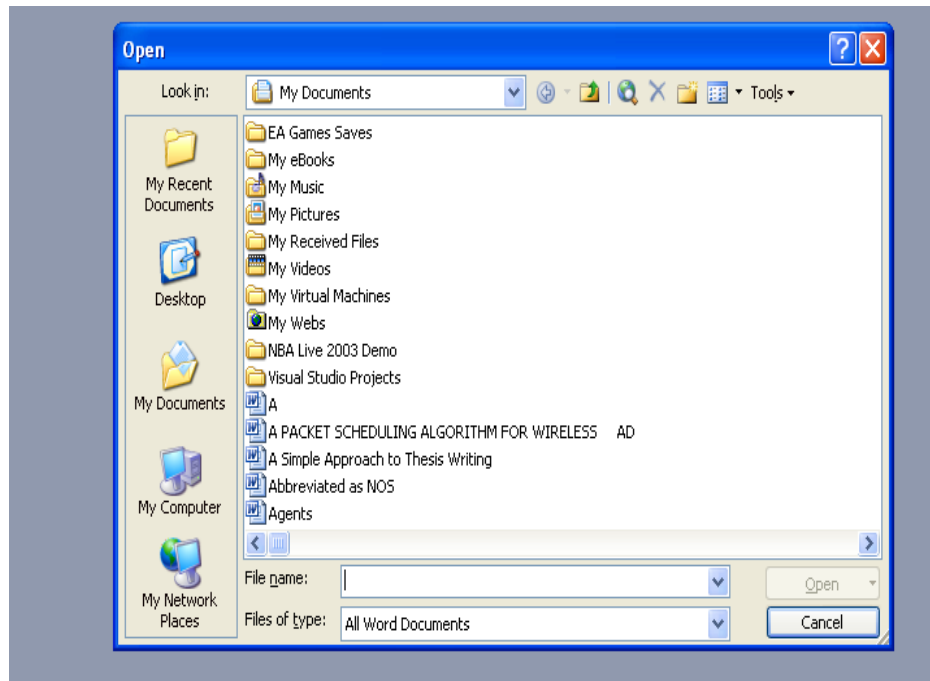 Open
Look in: My Documents Tools
My Recent
Documents
Desktop
My Documents
My Computer
My Network
Places
EA Games Saves
My eBooks
My Music
My Pictures
My Received Files
My Videos
My Virtual Machines
My Webs
NBA Live 2003 Demo
Visual Studio Projects
A
A PACKET SCHEDULING ALGORITHM FOR WIRELESS AD
A Simple Approach to Thesis Writing
Abbreviated as NOS
Agents
File name: Open
Files of type: All Word Documents Cancel